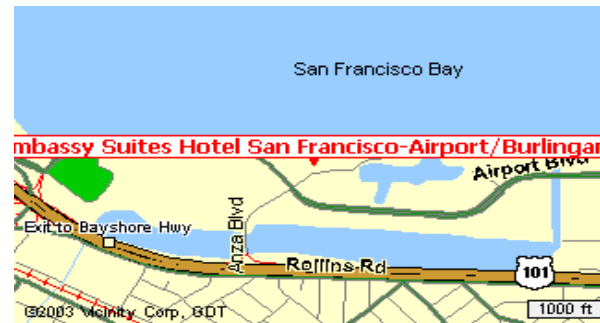 San Francisco Bay
mbassy Suites Hotel San Francisco-Airport/Burlingar
Airport Blvd
Exit to Bayshore Hwy
Anza Blvd
Rollins Rd
101
©2003 Vicinity Corp, GDT
1000 ft